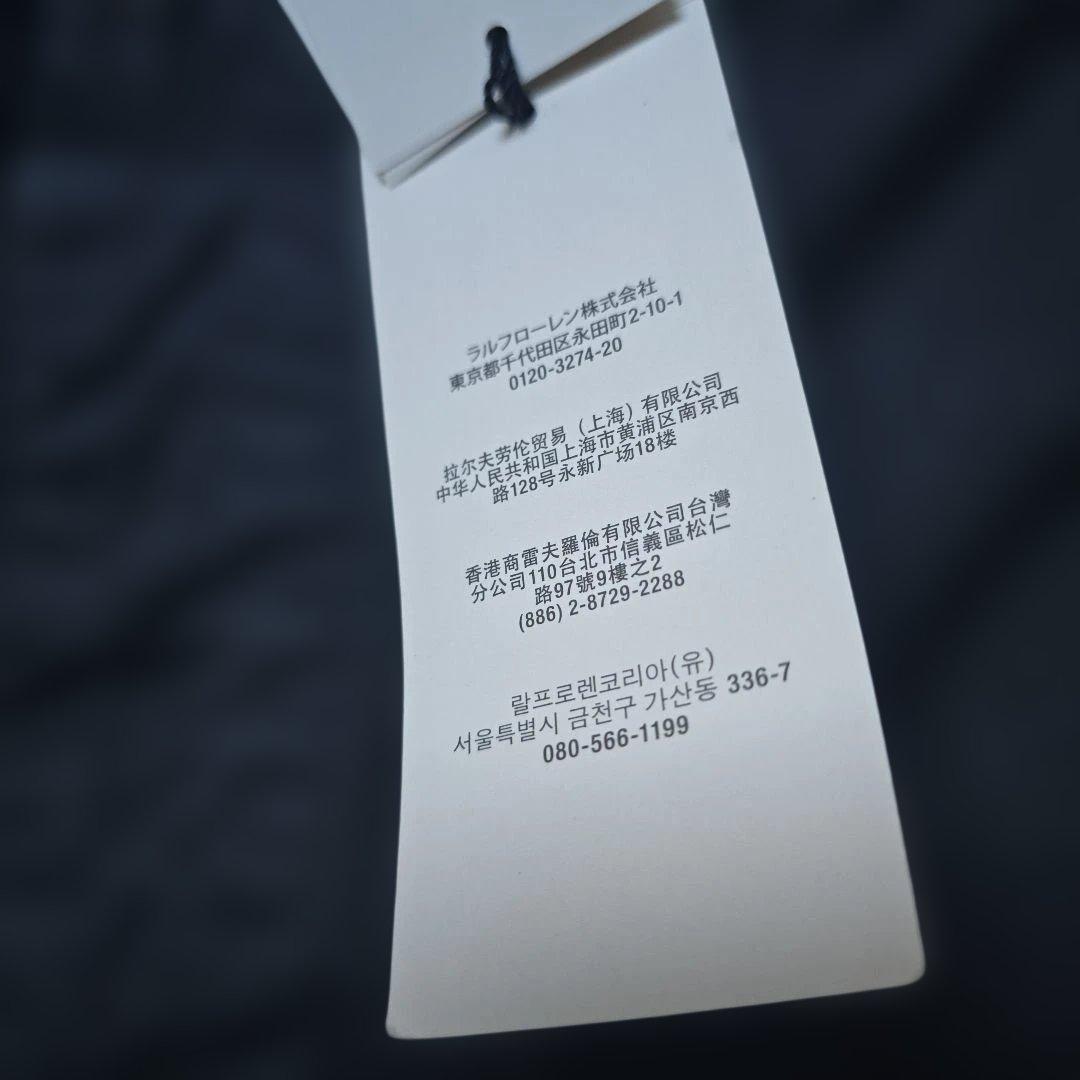 ラルフローレン株式会社
東京都千代田区永田町2-10-1
0120-3274-20
拉尔夫劳伦贸易（上海）有限公司
中华人民共和国上海市黄浦区南京西
路128号永新广场18楼
香港商雷夫羅倫有限公司台灣
分公司110台北市信義區松仁
路97號9樓之2
(886) 2-8729-2288
랄프로렌코리아(유)
서울특별시 금천구 가산동 336-7
080-566-1199